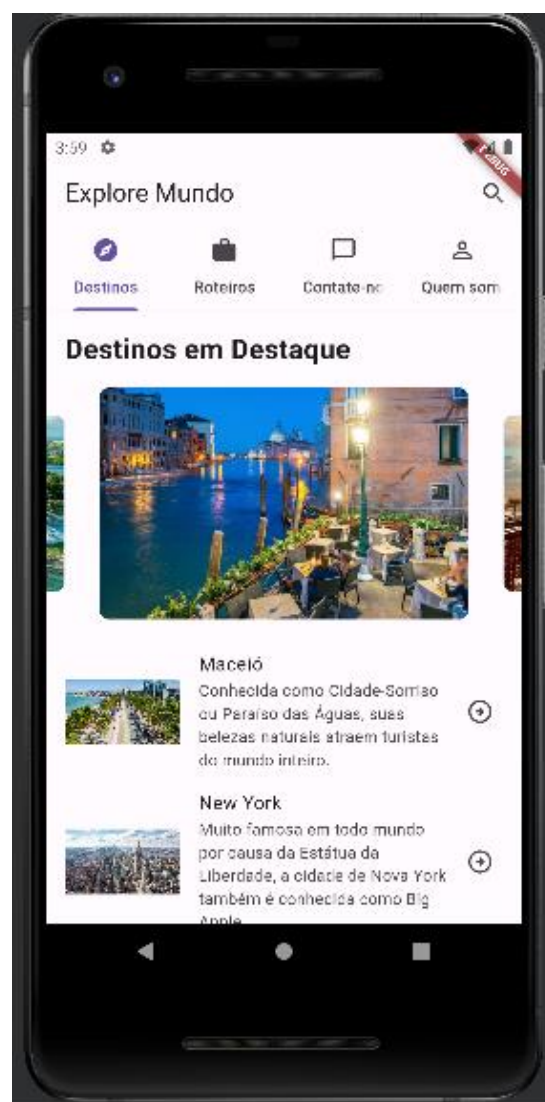 3:59
DEBUG
Explore Mundo
Destinos
Roteiros
Contate-no
Quem som
Destinos em Destaque
Maceió
Conhecida como Cidade-Sorriso
ou Paraíso das Águas, suas
belezas naturais atraem turistas
do mundo inteiro.
New York
Muito famosa em todo mundo
por causa da Estátua da
Liberdade, a cidade de Nova York
também é conhecida como Big
Apple